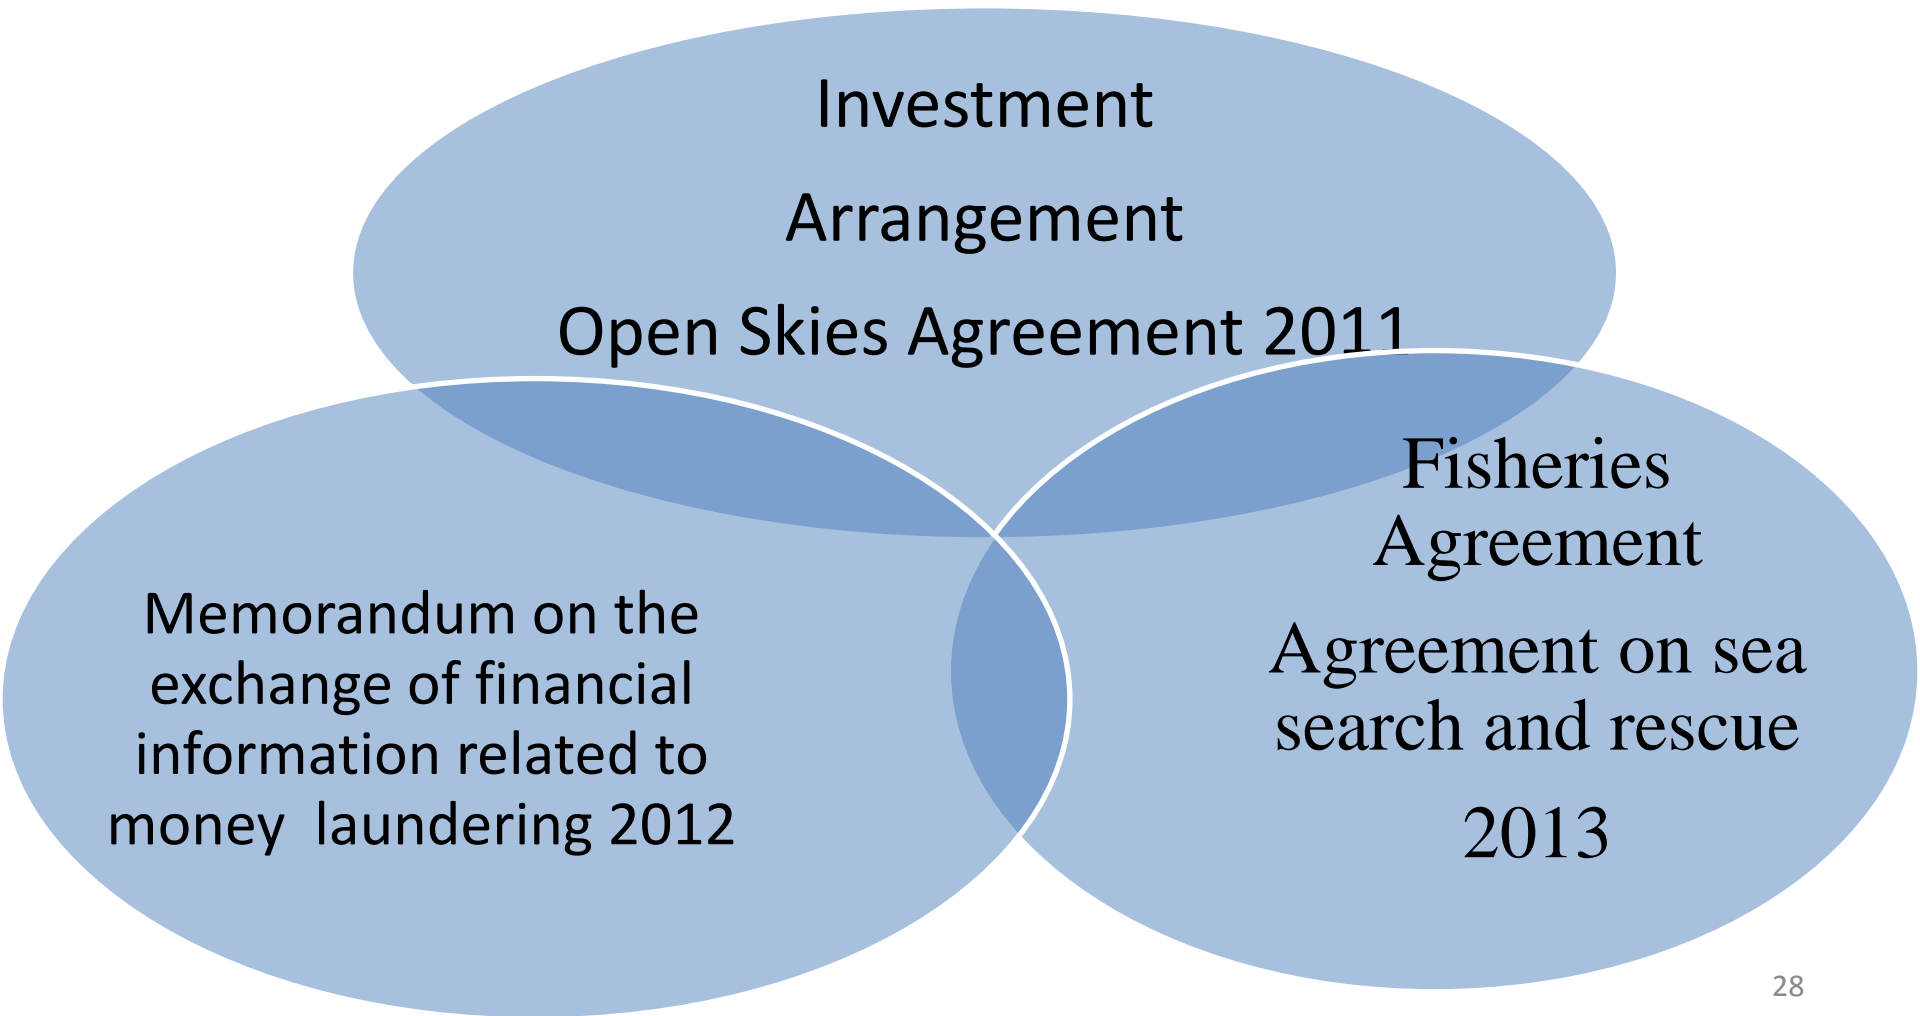 Investment
Arrangement
Open Skies Agreement 2011
Fisheries
Agreement
Agreement on sea
search and rescue
2013
Memorandum on the
exchange of financial
information related to
money  laundering 2012
28